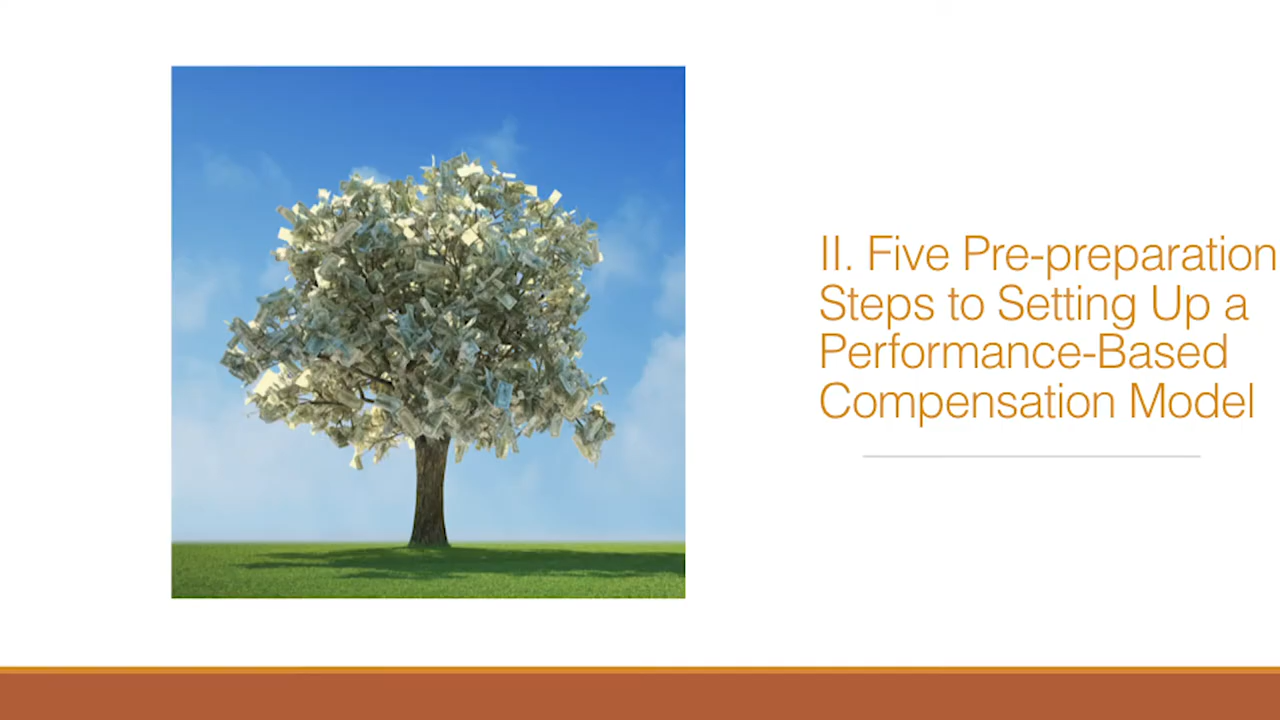 II. Five Pre-preparation
Steps to Setting Up a
Performance-Based
Compensation Model